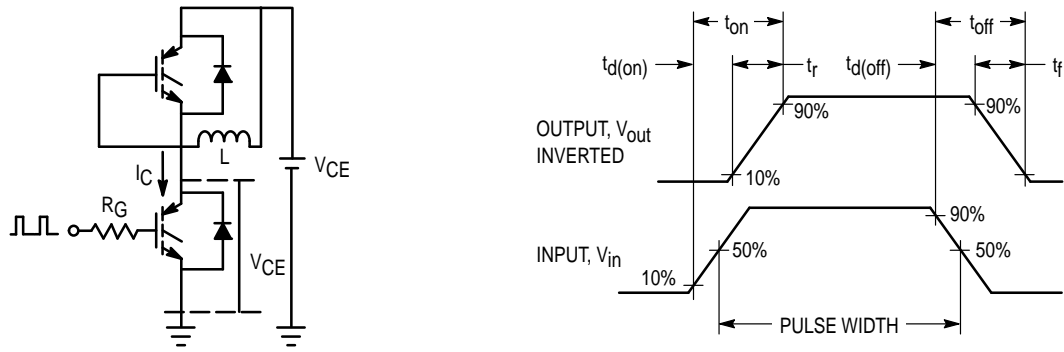 L
V_CE
I_C
R_G
V_CE
t_on
t_off
t_d(on)
t_r
t_d(off)
t_f
90%
90%
OUTPUT, V_out
INVERTED
10%
10%
90%
INPUT, V_in
50%
50%
10%
PULSE WIDTH